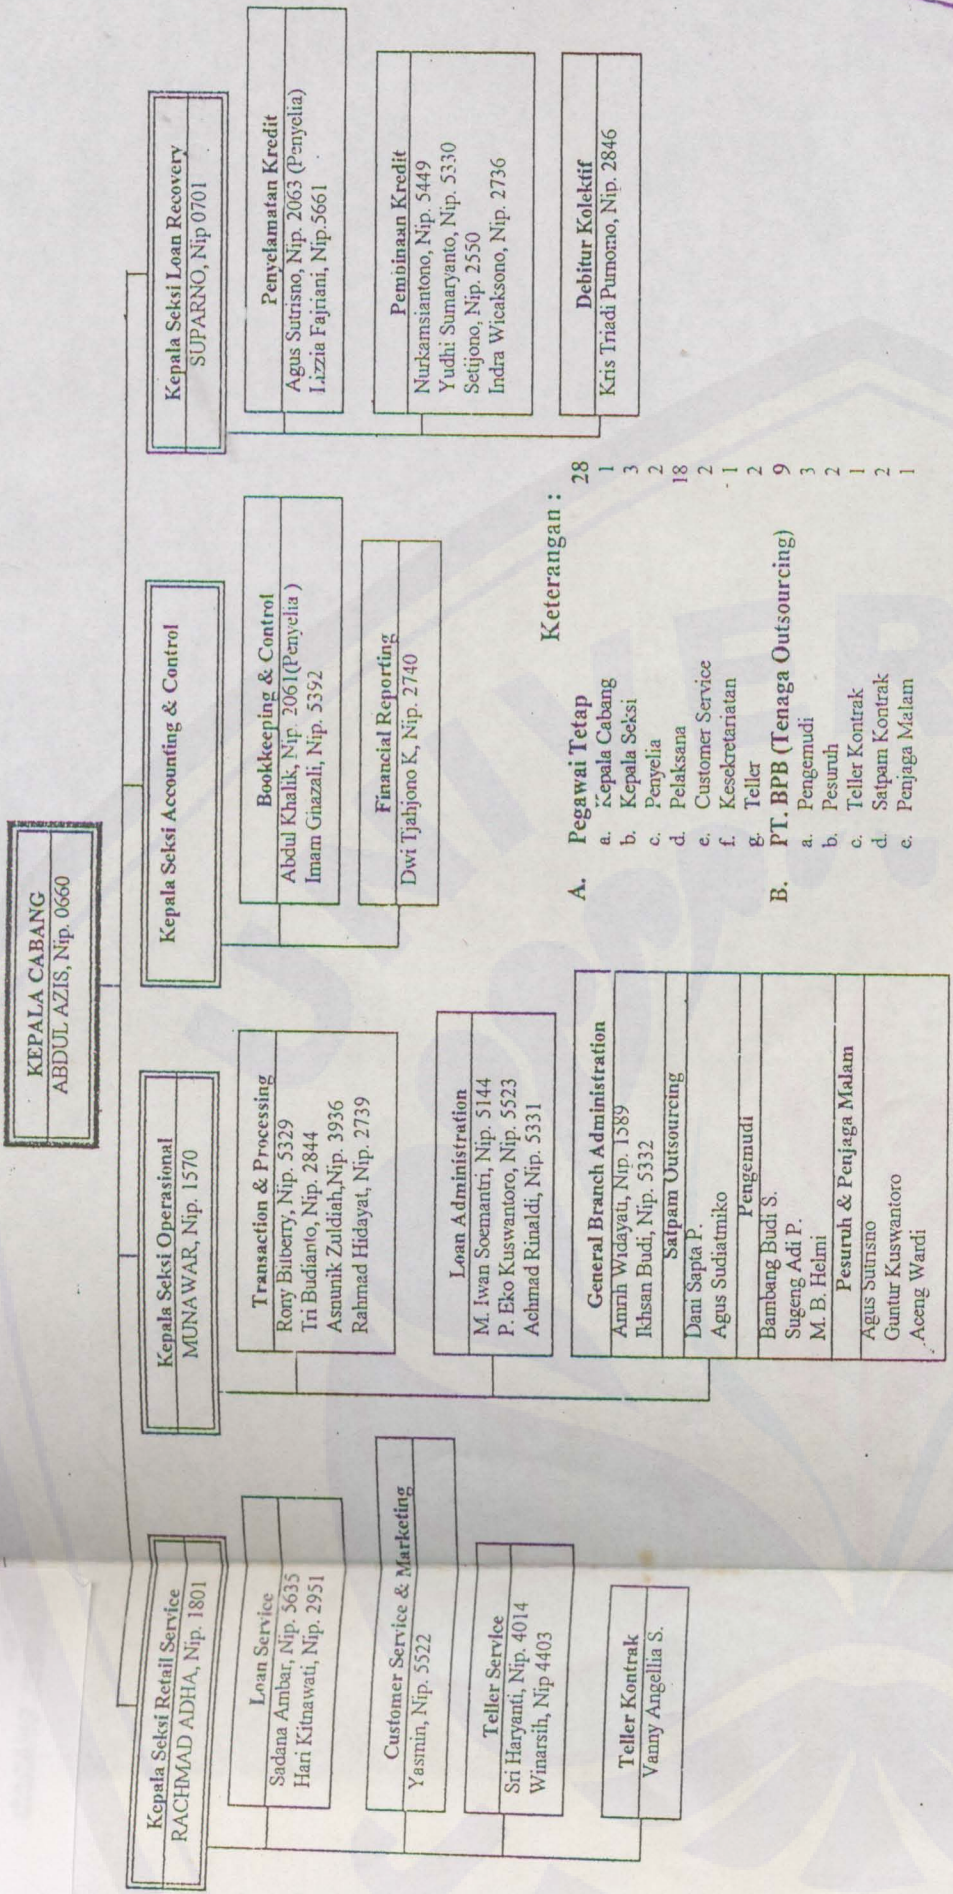 KEPALA CABANG
ABDUL AZIS, Nip. 0660
Kepala Seksi Retail Service
RACHMAD ADHA, Nip. 1801
Loan Service
Sadana Ambar, Nip. 5635
Hari Kitnawati, Nip. 2951
Customer Service & Marketing
Yasmin, Nip. 5522
Teller Service
Sri Haryanti, Nip. 4014
Winarsih, Nip 4403
Teller Kontrak
Vanny Angellia S.
Kepala Seksi Operasional
MUNAWAR, Nip. 1570
Transaction & Processing
Rony Bilberry, Nip. 5329
Tri Budianto, Nip. 2844
Asnunik Zuldiah,Nip. 3936
Rahmad Hidayat, Nip. 2739
Loan Administration
M. Iwan Soemantri, Nip. 5144
P. Eko Kuswantoro, Nip. 5523
Achmad Rinaldi, Nip. 5331
General Branch Administration
Amrih Widayati, Nip. 1589
Ikhsan Budi, Nip. 5332
Satpam Outsourcing
Dani Sapta P.
Agus Sudiatmiko
Pengemudi
Bambang Budi S.
Sugeng Adi P.
M. B. Helmi
Pesuruh & Penjaga Malam
Agus Sutrisno
Guntur Kuswantoro
Aceng Wardi
Kepala Seksi Accounting & Control
Bookkeeping & Control
Abdul Khalik, Nip. 2061(Penyelia )
Imam Ghazali, Nip. 5392
Financial Reporting
Dwi Tjahjono K, Nip. 2740
Kepala Seksi Loan Recovery
SUPARNO, Nip 0701
Penyelamatan Kredit
Agus Sutrisno, Nip. 2063 (Penyelia)
Lizzia Fajriani, Nip.5661
Pembinaan Kredit
Nurkamsiantono, Nip. 5449
Yudhi Sumaryanto, Nip. 5330
Setijono, Nip. 2550
Indra Wicaksono, Nip. 2736
Debitur Kolektif
Kris Triadi Purnomo, Nip. 2846
Keterangan :
A. Pegawai Tetap 28
a. Kepala Cabang 1
b. Kepala Seksi 3
c. Penyelia 2
d. Pelaksana 18
e. Customer Service 2
f. Kesekretariatan 1
g. Teller 2
B. PT. BPB (Tenaga Outsourcing) 9
a. Pengemudi 3
b. Pesuruh 2
c. Teller Kontrak 1
d. Satpam Kontrak 2
e. Penjaga Malam 1